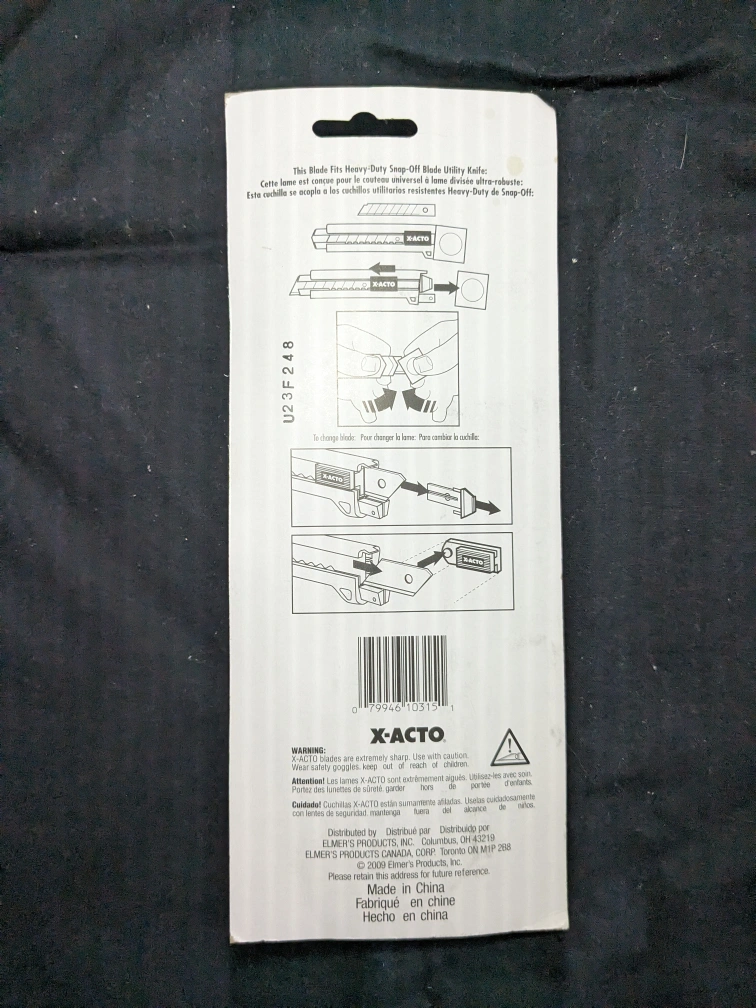 This Blade Fits Heavy-Duty Snap-Off Blade Utility Knife:
Cette lame est conçue pour le couteau universel à lame divisée ultra-robuste:
Esta cuchilla se acopla a los cuchillos utilitarios resistentes Heavy-Duty de Snap-Off:
X-ACTO
X-ACTO
U23F248
To change blade: Pour changer la lame: Para cambiar la cuchilla:
X-ACTO
X-ACTO
0 79946 10315 1
X-ACTO
WARNING:
X-ACTO blades are extremely sharp. Use with caution.
Wear safety goggles. keep out of reach of children.
Attention! Les lames X-ACTO sont extrêmement aiguës. Utilisez-les avec soin.
Portez des lunettes de sûreté. garder hors de portée d'enfants.
Cuidado! Cuchillas X-ACTO están sumamente afiladas. Uselas cuidadosamente
con lentes de seguridad. mantenga fuera del alcance de niños.
Distributed by Distribué par Distribuido por
ELMER'S PRODUCTS, INC. Columbus, OH 43219
ELMER'S PRODUCTS CANADA, CORP. Toronto ON M1P 2B8
© 2009 Elmer's Products, Inc.
Please retain this address for future reference.
Made in China
Fabriqué en chine
Hecho en china